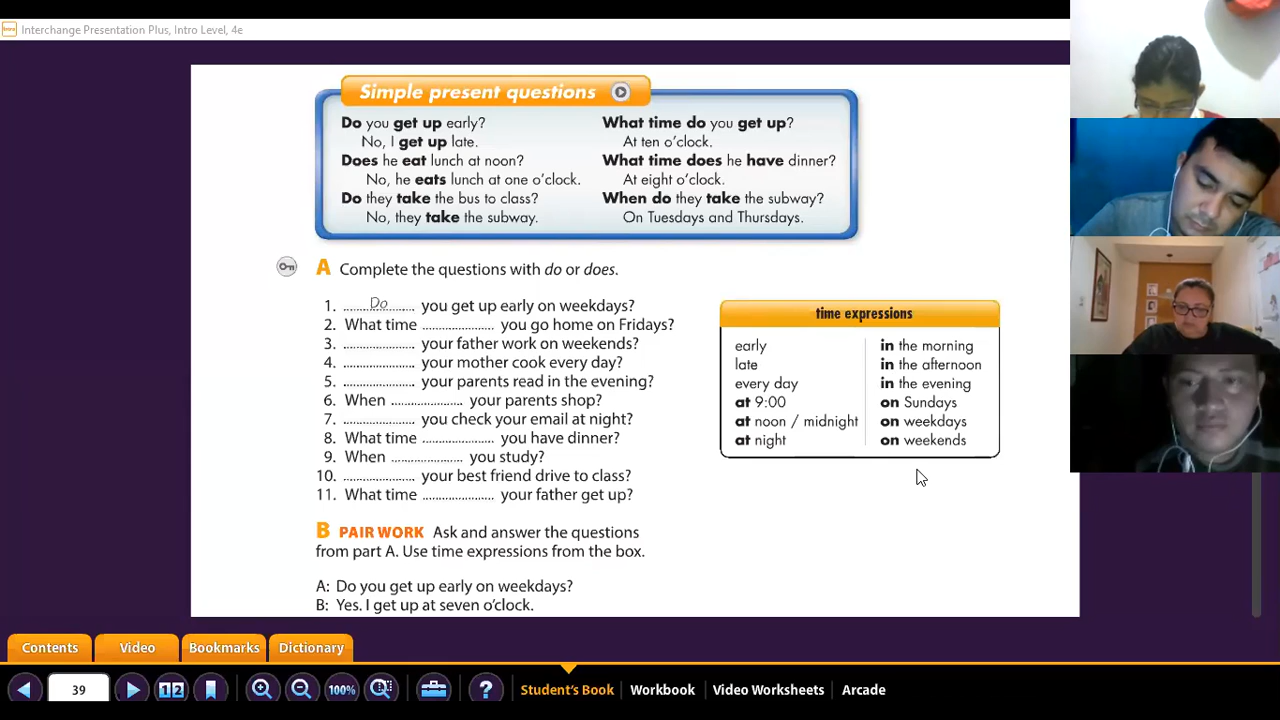 Interchange Presentation Plus, Intro Level, 4e
Simple present questions
Do you get up early?
No, I get up late.
Does he eat lunch at noon?
No, he eats lunch at one o'clock.
Do they take the bus to class?
No, they take the subway.
What time do you get up?
At ten o'clock.
What time does he have dinner?
At eight o'clock.
When do they take the subway?
On Tuesdays and Thursdays.
A Complete the questions with do or does.
1. ......Do...... you get up early on weekdays?
2. What time .................... you go home on Fridays?
3. .................... your father work on weekends?
4. .................... your mother cook every day?
5. .................... your parents read in the evening?
6. When .................... your parents shop?
7. .................... you check your email at night?
8. What time .................... you have dinner?
9. When .................... you study?
10. .................... your best friend drive to class?
11. What time .................... your father get up?
time expressions
early
late
every day
at 9:00
at noon / midnight
at night
in the morning
in the afternoon
in the evening
on Sundays
on weekdays
on weekends
B PAIR WORK Ask and answer the questions
from part A. Use time expressions from the box.
A: Do you get up early on weekdays?
B: Yes. I get up at seven o'clock.
Contents Video Bookmarks Dictionary
39 1 2 100% ? Student's Book Workbook Video Worksheets Arcade